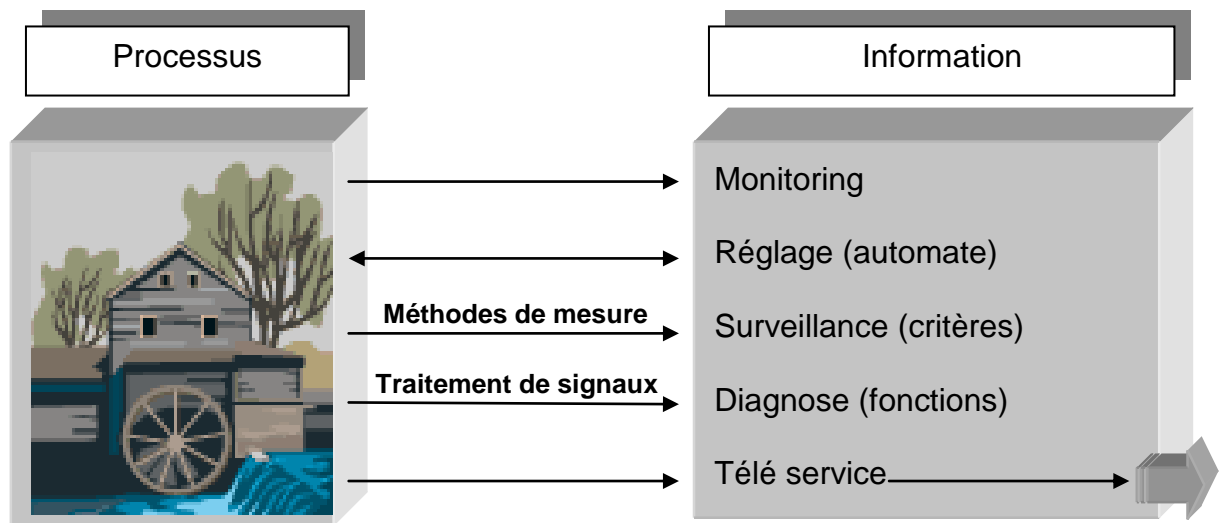 Processus
Information
Monitoring
Réglage (automate)
Méthodes de mesure
Surveillance (critères)
Traitement de signaux
Diagnose (fonctions)
Télé service